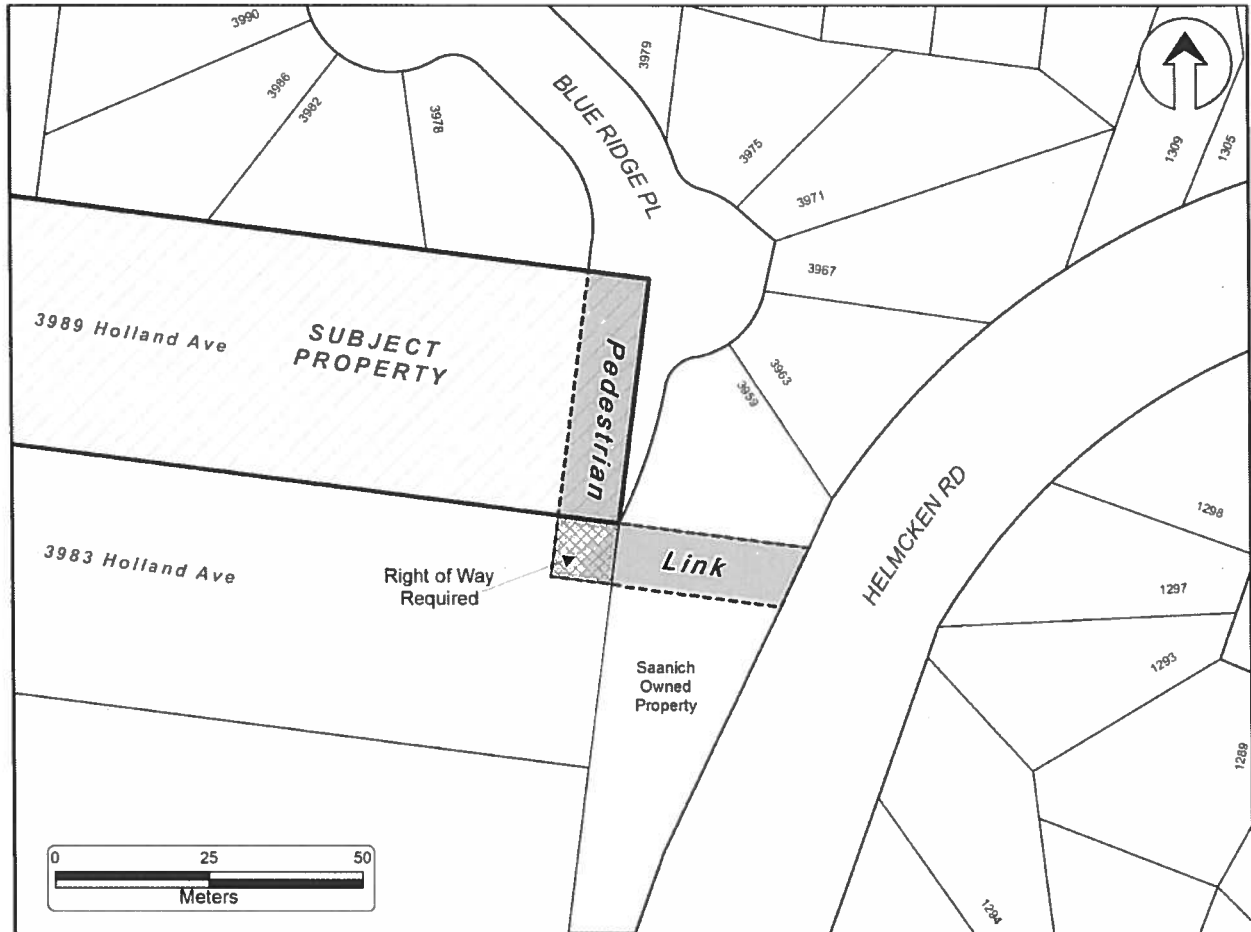 3990
3986
3982
3978
3979
BLUE RIDGE PL
3975
3971
3967
3963
3959
1309
1305
3989 Holland Ave
SUBJECT
PROPERTY
Pedestrian
Link
3983 Holland Ave
Right of Way
Required
HELMCKEN RD
Saanich
Owned
Property
1298
1297
1293
1289
1294
0 25 50
Meters